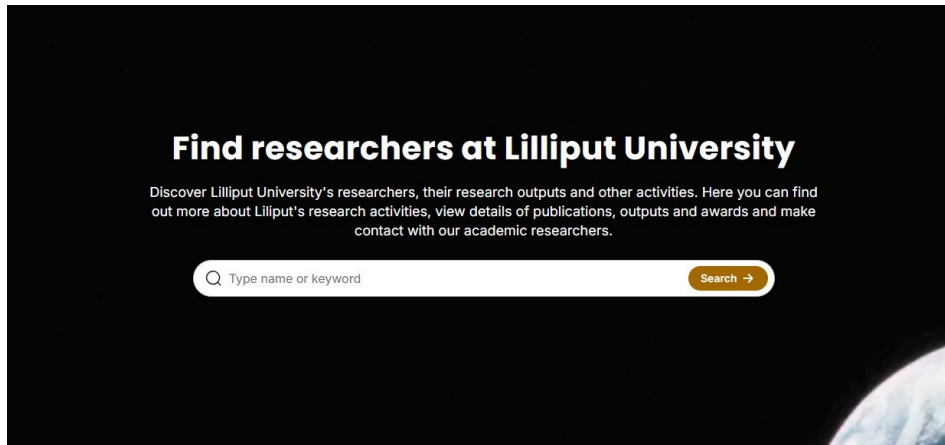 Find researchers at Lilliput University
Discover Lilliput University's researchers, their research outputs and other activities. Here you can find
out more about Liliput's research activities, view details of publications, outputs and awards and make
contact with our academic researchers.
Type name or keyword
Search →